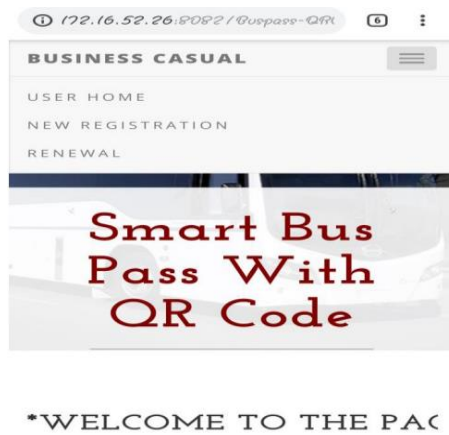 172.16.52.26:8082/Buspass-QR
6
BUSINESS CASUAL
USER HOME
NEW REGISTRATION
RENEWAL
Smart Bus
Pass With
QR Code
*WELCOME TO THE